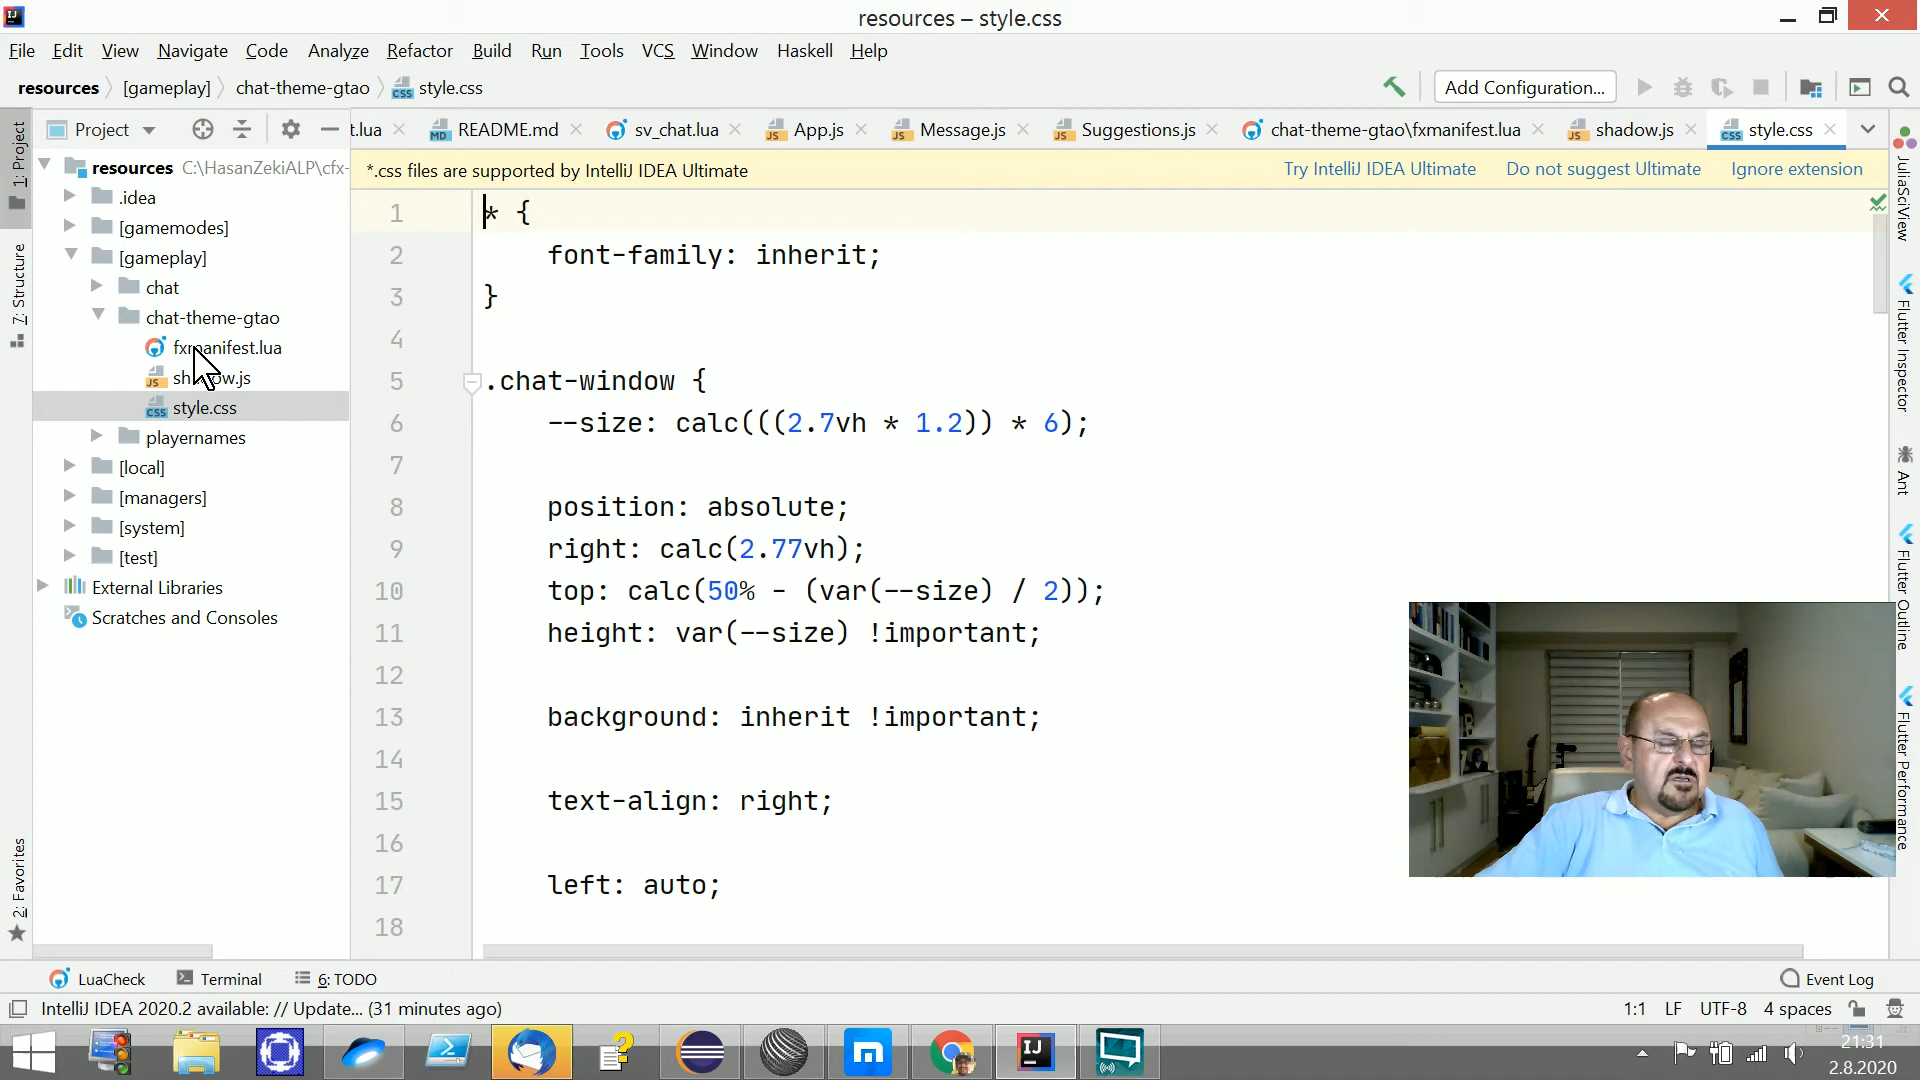 resources – style.css
File Edit View Navigate Code Analyze Refactor Build Run Tools VCS Window Haskell Help
resources [gameplay] chat-theme-gtao style.css
Add Configuration...
Project
t.lua README.md sv_chat.lua App.js Message.js Suggestions.js chat-theme-gtao\fxmanifest.lua shadow.js style.css
*.css files are supported by IntelliJ IDEA Ultimate
Try IntelliJ IDEA Ultimate Do not suggest Ultimate Ignore extension
1: Project
7: Structure
2: Favorites
resources C:\HasanZekiALP\cfx-
.idea
[gamemodes]
[gameplay]
chat
chat-theme-gtao
fxmanifest.lua
style.css
playernames
[local]
[managers]
[system]
[test]
External Libraries
Scratches and Consoles
1 * {
2 font-family: inherit;
3 }
4
5 .chat-window {
6 --size: calc(((2.7vh * 1.2)) * 6);
7
8 position: absolute;
9 right: calc(2.77vh);
10 top: calc(50% - (var(--size) / 2));
11 height: var(--size) !important;
12
13 background: inherit !important;
14
15 text-align: right;
16
17 left: auto;
18
JuliaSciView
Flutter Inspector
Ant
Flutter Outline
Flutter Performance
LuaCheck Terminal 6: TODO Event Log
IntelliJ IDEA 2020.2 available: // Update... (31 minutes ago)
1:1 LF UTF-8 4 spaces
21:31
2.8.2020